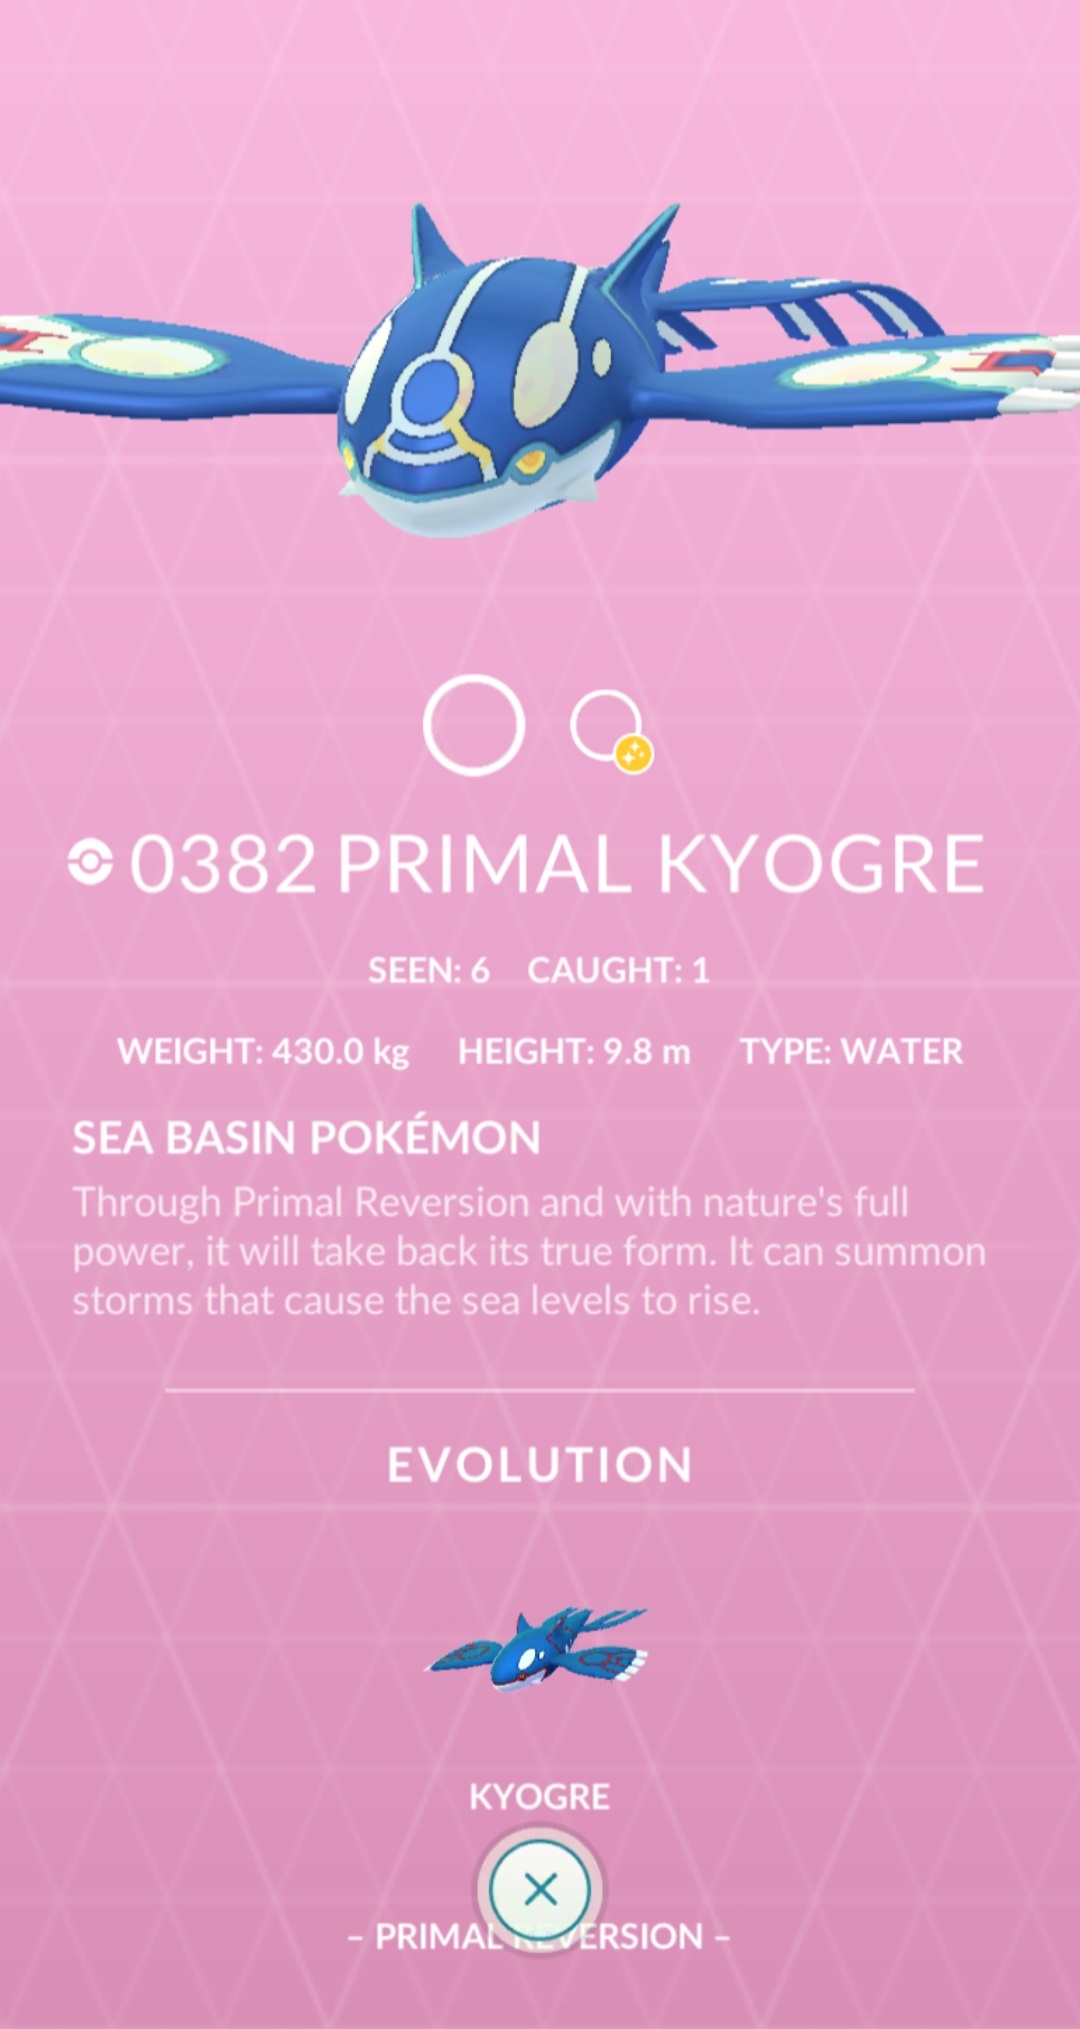 0382 PRIMAL KYOGRE
SEEN: 6 CAUGHT: 1
WEIGHT: 430.0 kg HEIGHT: 9.8 m TYPE: WATER
SEA BASIN POKÉMON
Through Primal Reversion and with nature's full
power, it will take back its true form. It can summon
storms that cause the sea levels to rise.
EVOLUTION
KYOGRE
– PRIMAL REVERSION –